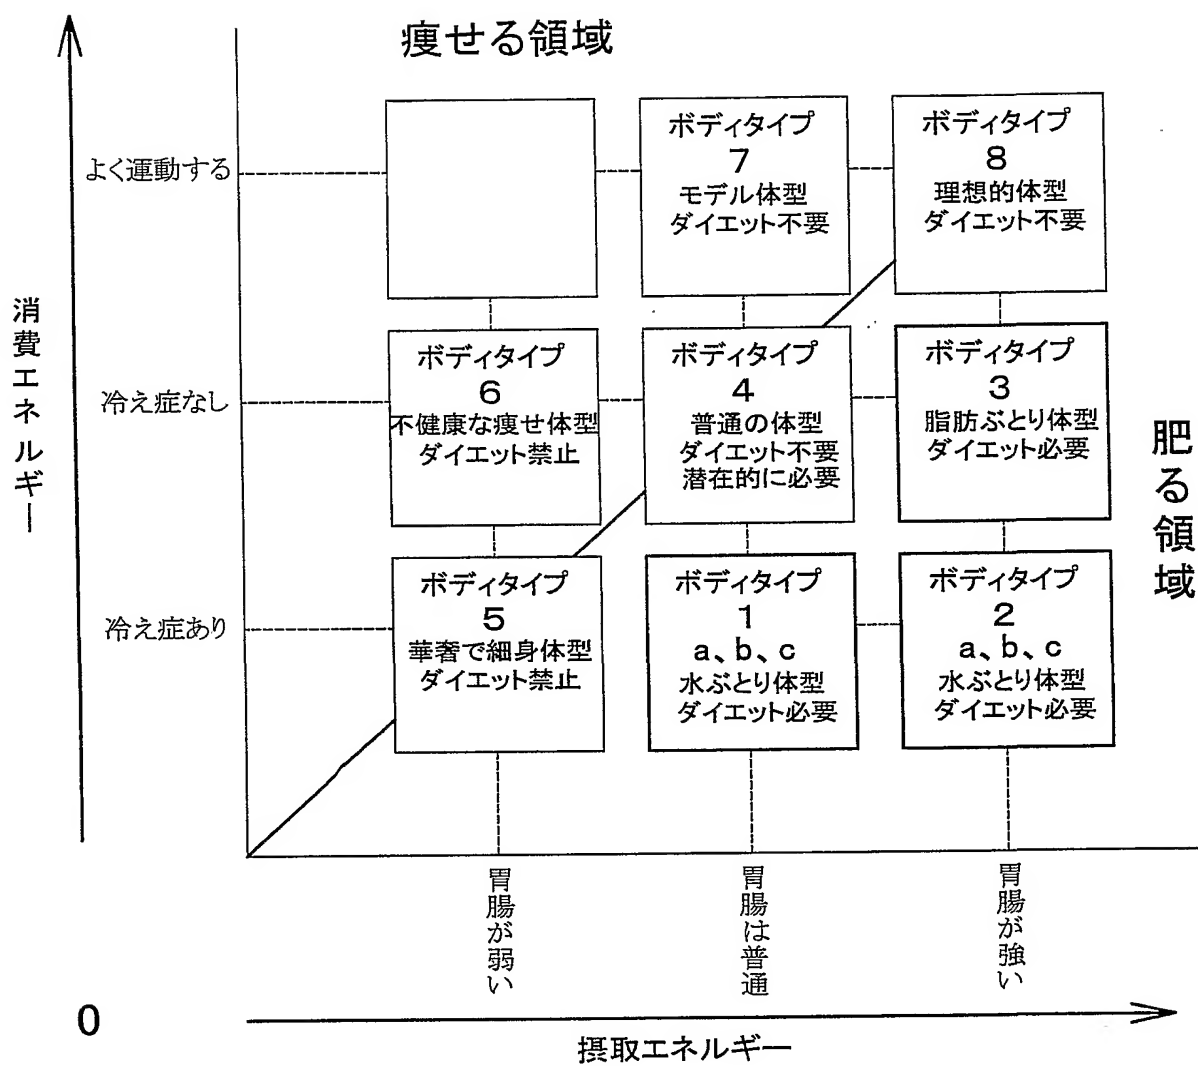 痩せる領域
消費エネルギー
よく運動する
ボディタイプ
7
モデル体型
ダイエット不要
ボディタイプ
8
理想的体型
ダイエット不要
冷え症なし
ボディタイプ
6
不健康な痩せ体型
ダイエット禁止
ボディタイプ
4
普通の体型
ダイエット不要
潜在的に必要
ボディタイプ
3
脂肪ぶとり体型
ダイエット必要
肥る領域
冷え症あり
ボディタイプ
5
華奢で細身体型
ダイエット禁止
ボディタイプ
1
a、b、c
水ぶとり体型
ダイエット必要
ボディタイプ
2
a、b、c
水ぶとり体型
ダイエット必要
胃腸が弱い
胃腸は普通
胃腸が強い
0
摂取エネルギー